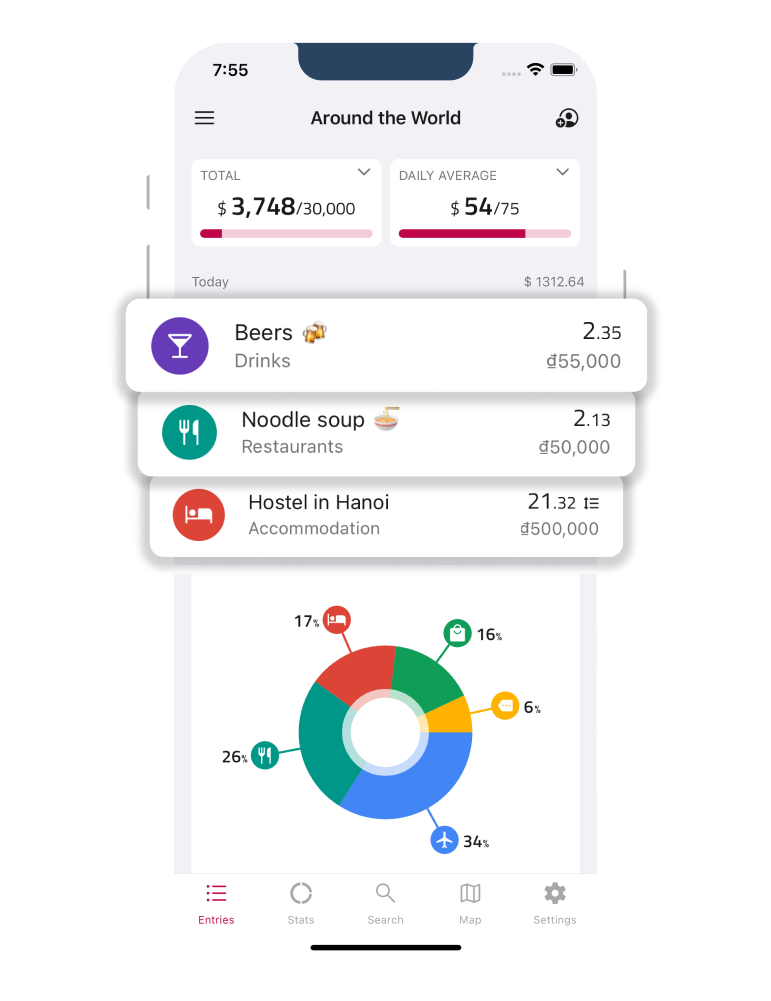 7:55
Around the World
TOTAL
$ 3,748/30,000
DAILY AVERAGE
$ 54/75
Today $ 1312.64
Beers 🍻 2.35
Drinks ₫55,000
Noodle soup 🍜 2.13
Restaurants ₫50,000
Hostel in Hanoi 21.32
Accommodation ₫500,000
17%
16%
6%
26%
34%
Entries Stats Search Map Settings